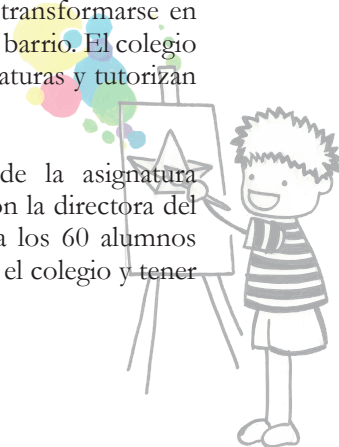 transformarse en
barrio. El colegio
aturas y tutorizan
de la asignatura
on la directora del
a los 60 alumnos
el colegio y tener